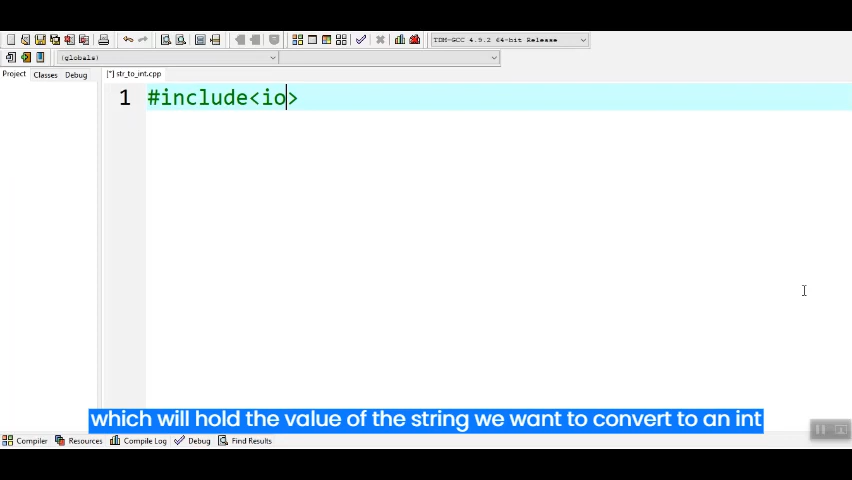 TDM-GCC 4.9.2 64-bit Release
(globals)
Project Classes Debug [*] str_to_int.cpp
1 #include<io>
which will hold the value of the string we want to convert to an int
Compiler Resources Compile Log Debug Find Results